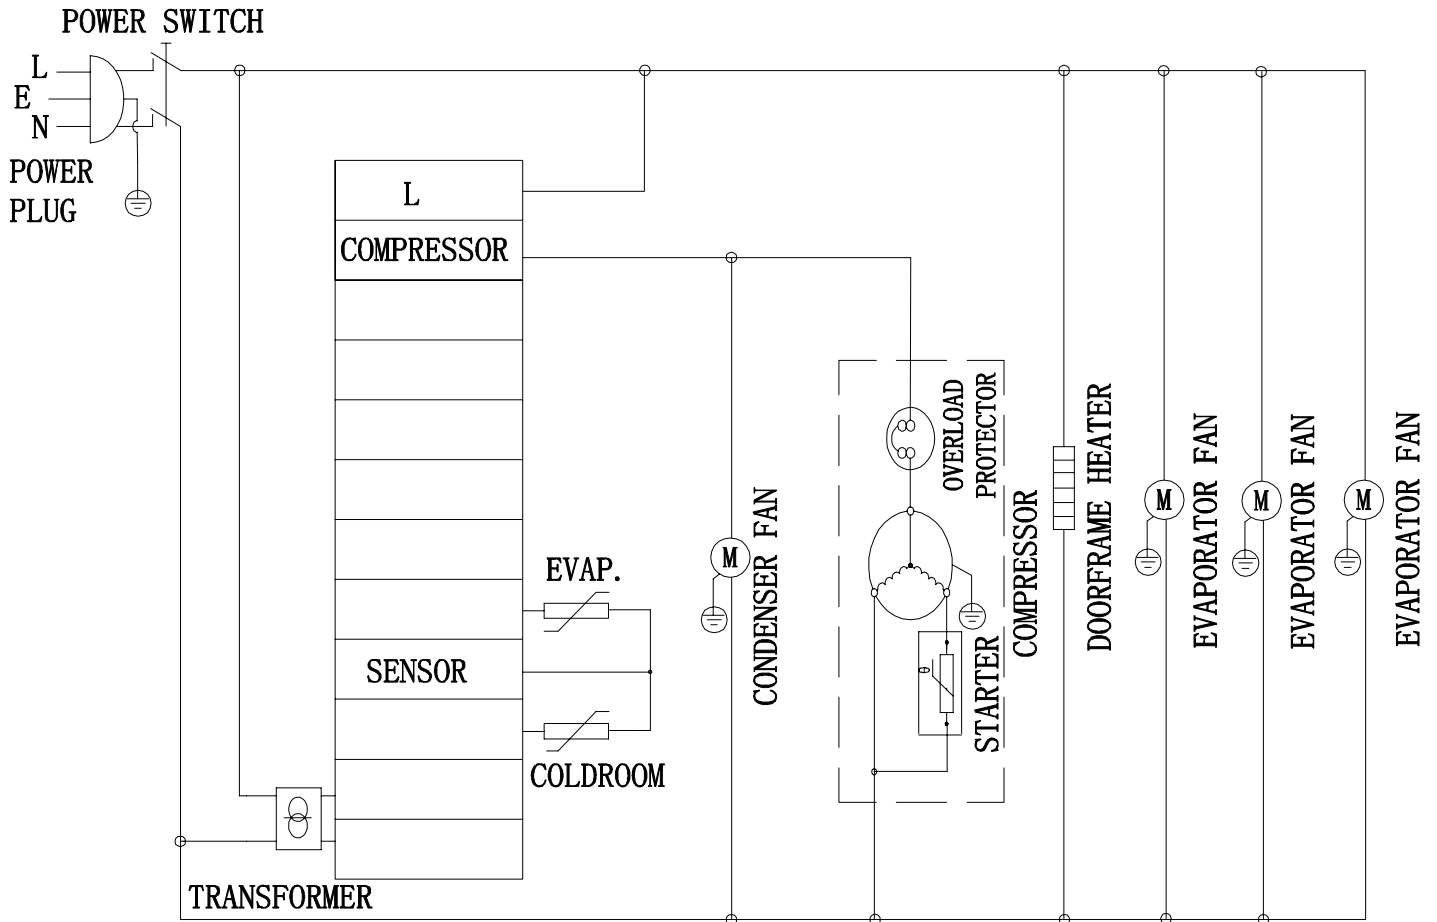 POWER SWITCH
L
E
N
POWER
PLUG
L
COMPRESSOR
EVAP.
SENSOR
COLDROOM
TRANSFORMER
M
CONDENSER FAN
OVERLOAD
PROTECTOR
θ
STARTER
COMPRESSOR
DOORFRAME HEATER
M
EVAPORATOR FAN
M
EVAPORATOR FAN
M
EVAPORATOR FAN